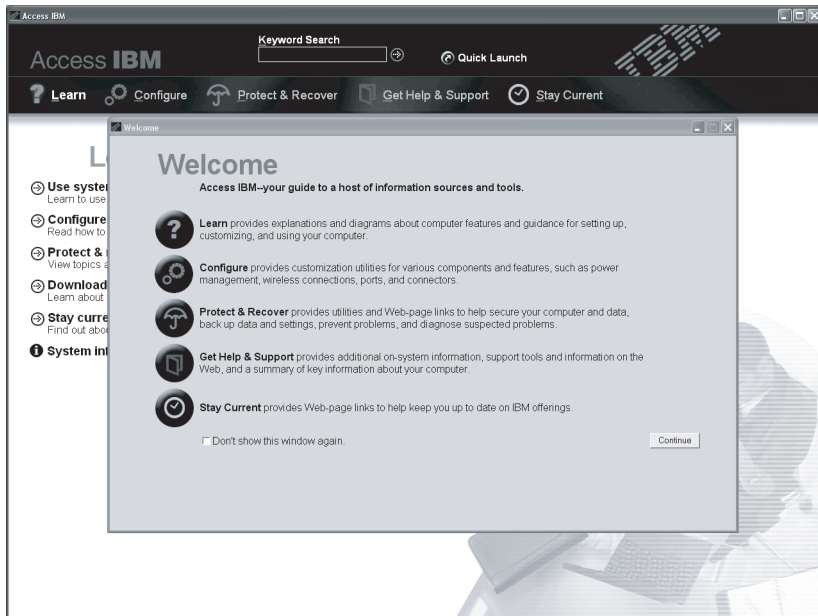 Access IBM
Access IBM
Keyword Search
Quick Launch
IBM
? Learn
Configure
Protect & Recover
Get Help & Support
Stay Current
Welcome
Use
Learn to use
Configure
Read how to
Protect &
View topics
Download
Learn about
Stay
Find out
System
Welcome
Access IBM--your guide to a host of information sources and tools.
? Learn provides explanations and diagrams about computer features and guidance for setting up,
customizing, and using your computer.
Configure provides customization utilities for various components and features, such as power
management, wireless connections, ports, and connectors.
Protect & Recover provides utilities and Web-page links to help secure your computer and data,
back up data and settings, prevent problems, and diagnose suspected problems.
Get Help & Support provides additional on-system information, support tools and information on the
Web, and a summary of key information about your computer.
Stay Current provides Web-page links to help keep you up to date on IBM offerings.
Don't show this window again.
Continue